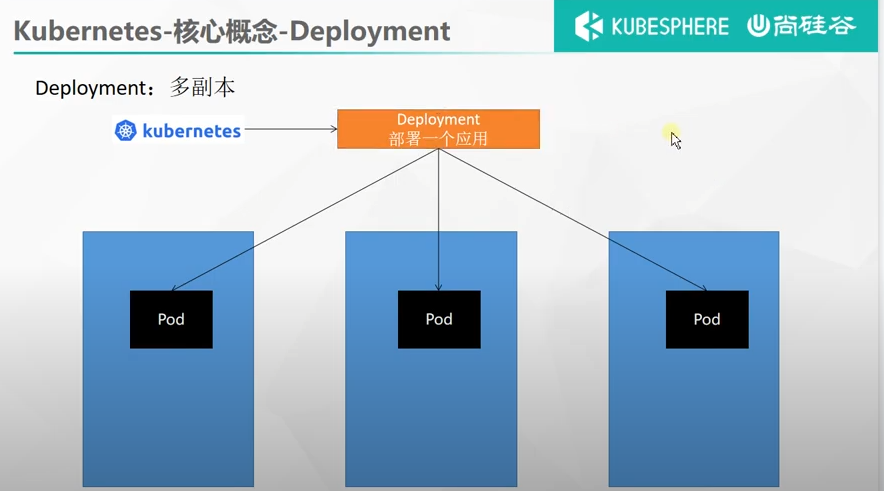 Kubernetes-核心概念-Deployment
KUBESPHERE 尚硅谷
Deployment：多副本
kubernetes
Deployment
部署一个应用
Pod
Pod
Pod